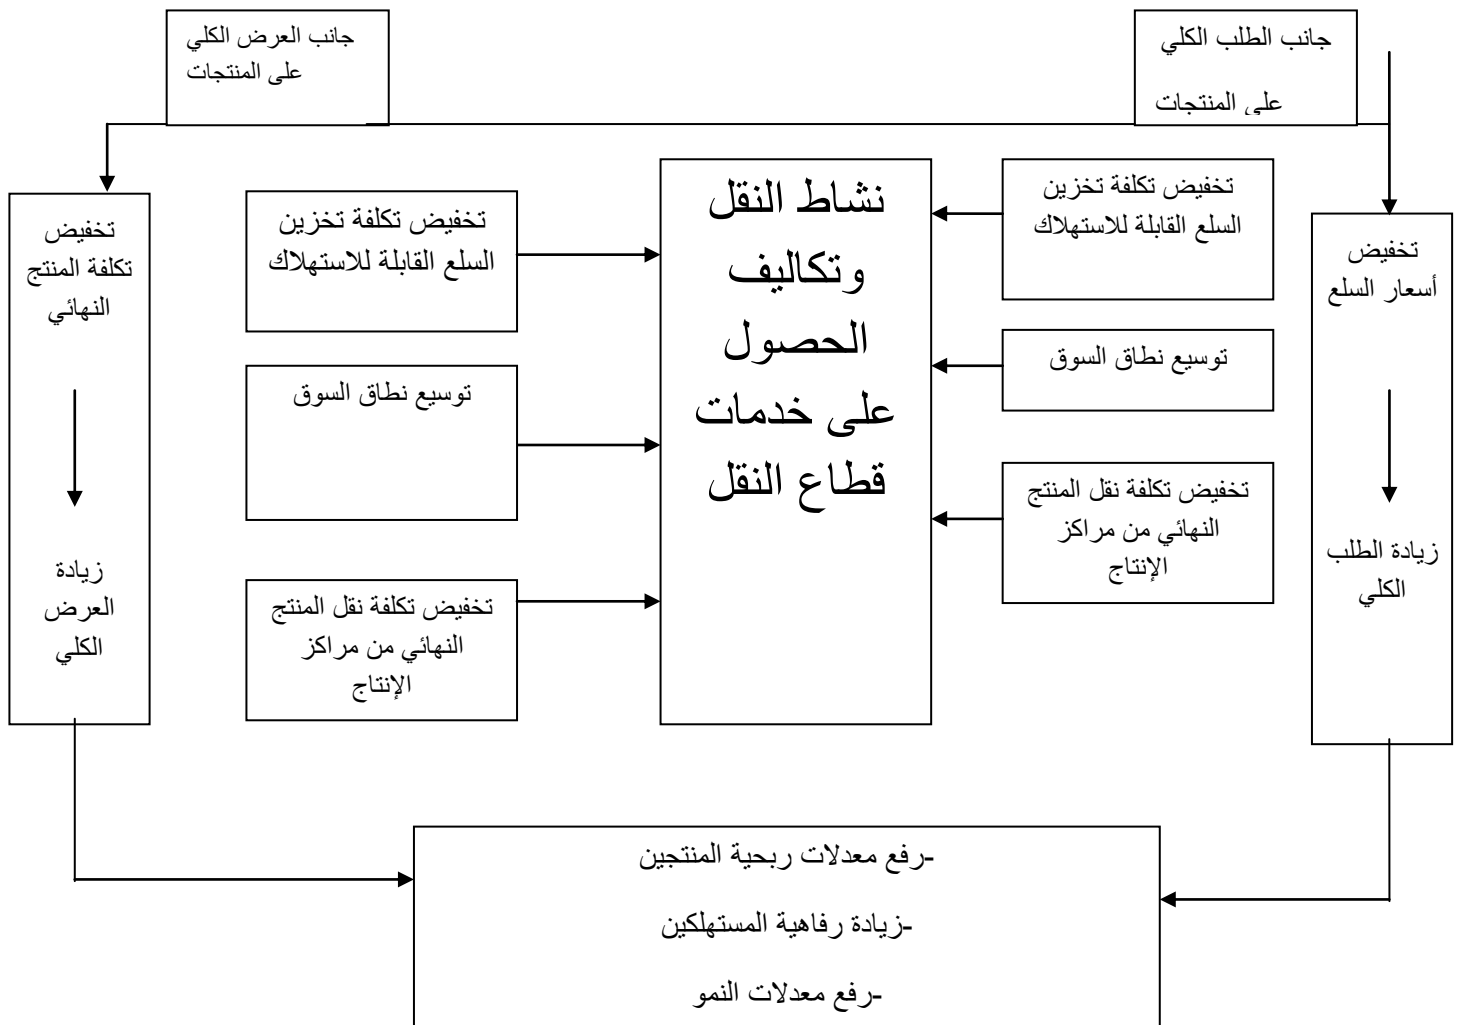 جانب الطلب الكلي
على المنتجات
جانب العرض الكلي
على المنتجات
تخفيض
أسعار السلع
زيادة الطلب
الكلي
تخفيض تكلفة تخزين
السلع القابلة للاستهلاك
توسيع نطاق السوق
تخفيض تكلفة نقل المنتج
النهائي من مراكز
الإنتاج
نشاط النقل
وتكاليف
الحصول
على خدمات
قطاع النقل
تخفيض تكلفة تخزين
السلع القابلة للاستهلاك
توسيع نطاق السوق
تخفيض تكلفة نقل المنتج
النهائي من مراكز
الإنتاج
تخفيض
تكلفة المنتج
النهائي
زيادة
العرض
الكلي
-رفع معدلات ربحية المنتجين
-زيادة رفاهية المستهلكين
-رفع معدلات النمو